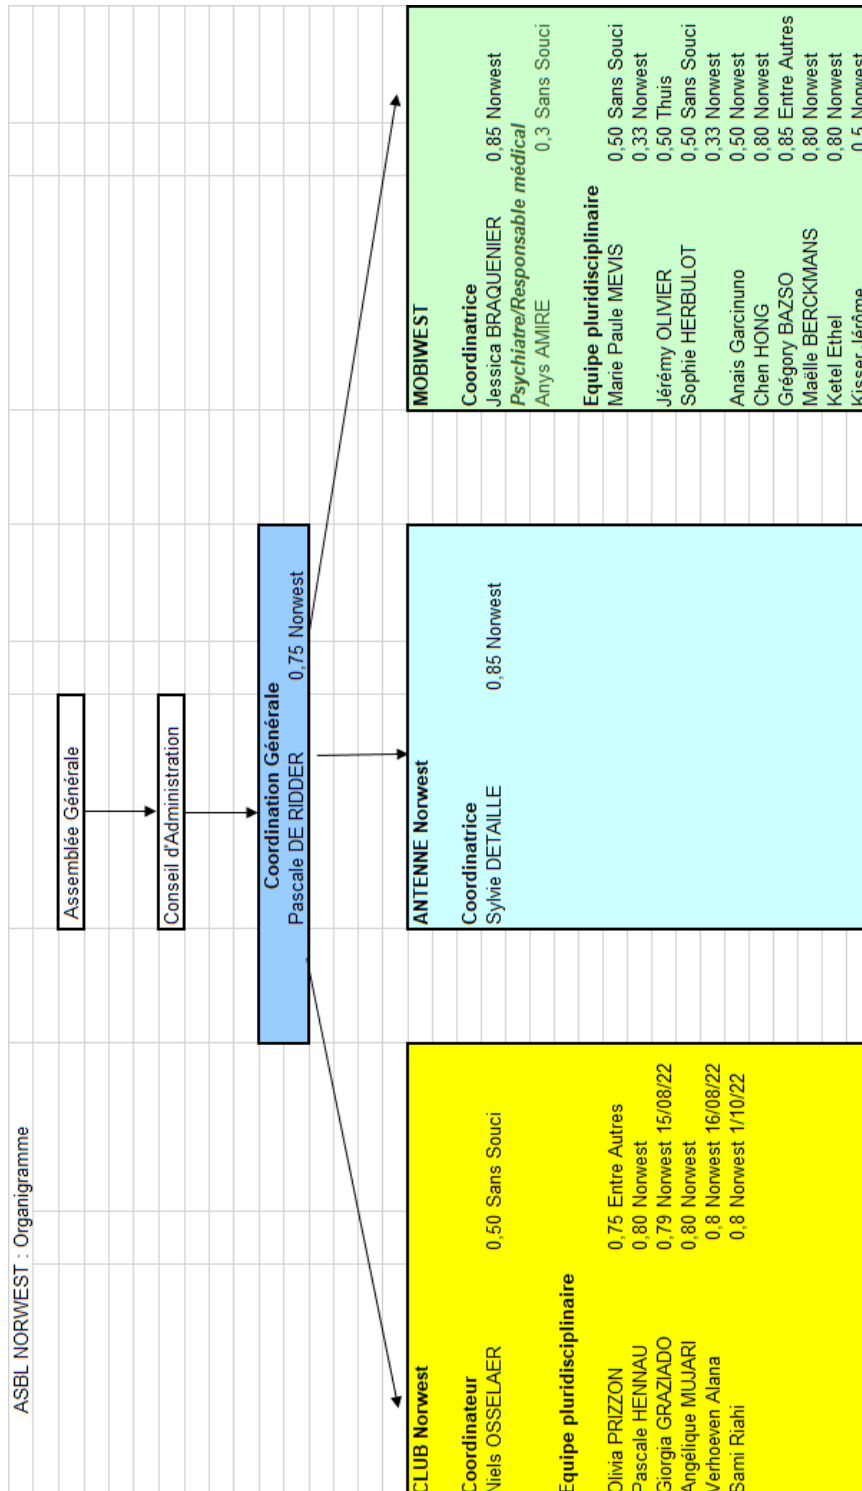 ASBL NORWEST : Organigramme
Assemblée Générale
Conseil d'Administration
Coordination Générale
Pascale DE RIDDER 0,75 Norwest
CLUB Norwest
Coordinateur
Niels OSSELAER 0,50 Sans Souci
Equipe pluridisciplinaire
Olivia PRIZZON 0,75 Entre Autres
Pascale HENNAU 0,80 Norwest
Giorgia GRAZIADO 0,79 Norwest 15/08/22
Angélique MUJARI 0,80 Norwest
Verhoeven Alana 0,8 Norwest 16/08/22
Sami Riahi 0,8 Norwest 1/10/22
ANTENNE Norwest
Coordinatrice
Sylvie DETAILLE 0,85 Norwest
MOBIWEST
Coordinatrice
Jessica BRAQUENIER 0,85 Norwest
Psychiatre/Responsable médical
Anys AMIRE 0,3 Sans Souci
Equipe pluridisciplinaire
Marie Paule MEVIS 0,50 Sans Souci
0,33 Norwest
Jérémy OLIVIER 0,50 Thuis
Sophie HERBULOT 0,50 Sans Souci
0,33 Norwest
Anais Garcinuno 0,50 Norwest
Chen HONG 0,80 Norwest
Grégory BAZSO 0,85 Entre Autres
Maëlle BERCKMANS 0,80 Norwest
Ketel Ethel 0,80 Norwest
Kisser Jérôme 0,5 Norwest